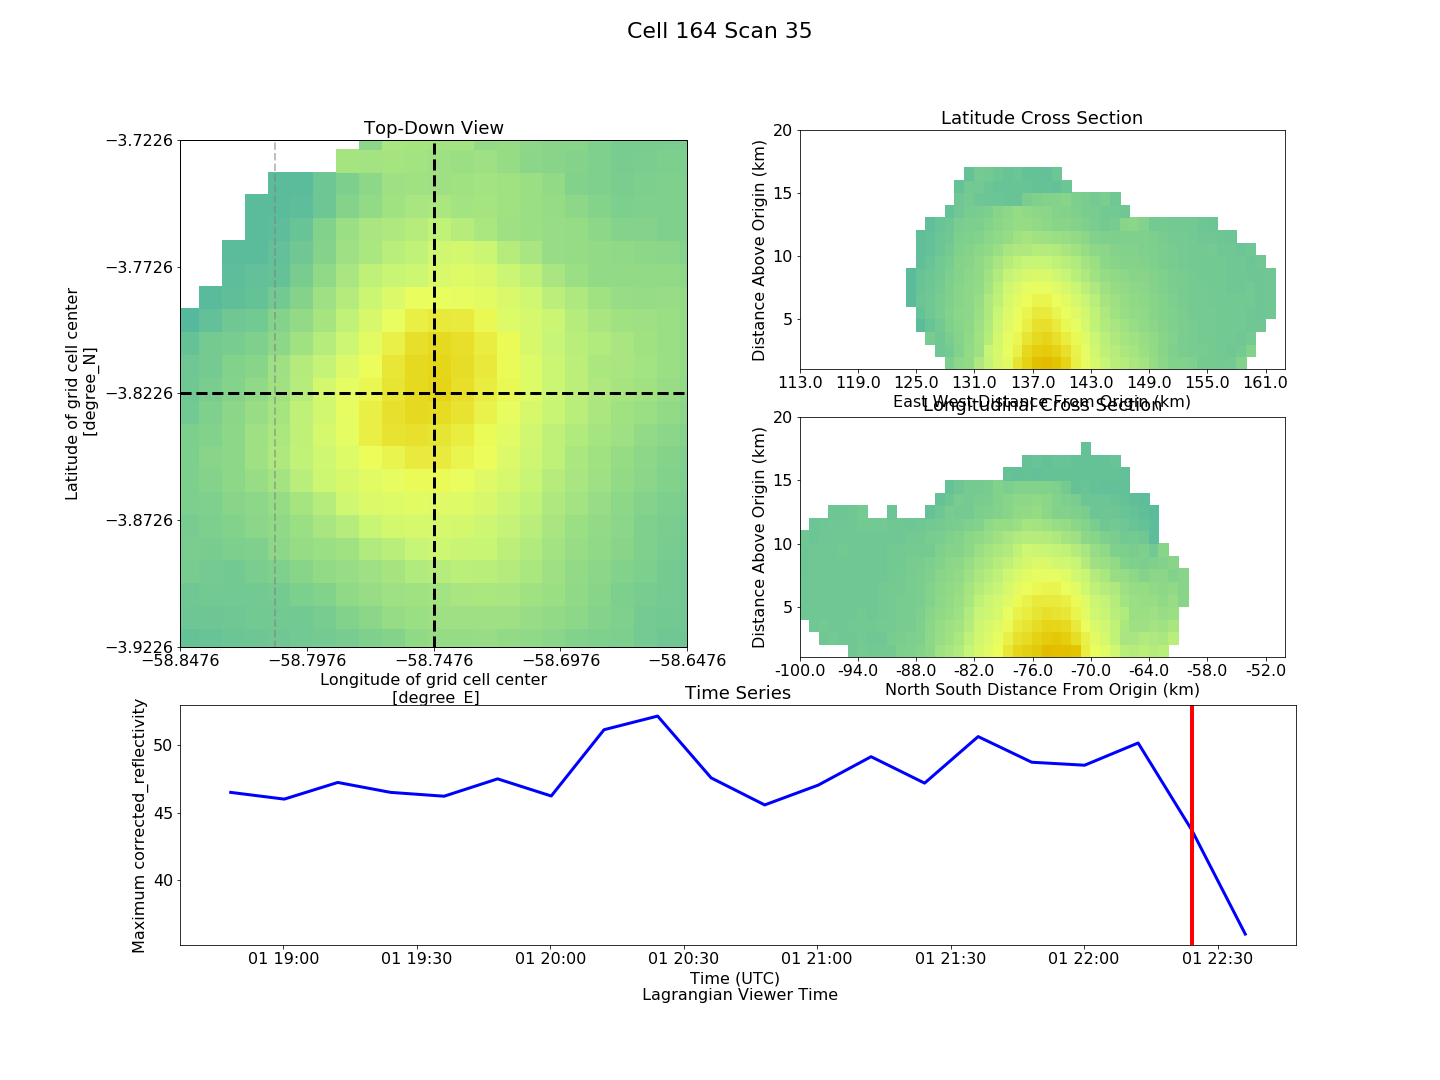 Cell 164 Scan 35
Top-Down View
−3.7226
−3.7726
−3.8226
−3.8726
−3.9226
Latitude of grid cell center
[degree_N]
−58.8476 −58.7976 −58.7476 −58.6976 −58.6476
Longitude of grid cell center
[degree_E]
Latitude Cross Section
20
15
10
5
Distance Above Origin (km)
113.0 119.0 125.0 131.0 137.0 143.0 149.0 155.0 161.0
East West Distance From Origin (km)
Longitudinal Cross Section
20
15
10
5
Distance Above Origin (km)
-100.0 -94.0 -88.0 -82.0 -76.0 -70.0 -64.0 -58.0 -52.0
North South Distance From Origin (km)
Time Series
50
45
40
Maximum corrected_reflectivity
01 19:00 01 19:30 01 20:00 01 20:30 01 21:00 01 21:30 01 22:00 01 22:30
Time (UTC)
Lagrangian Viewer Time